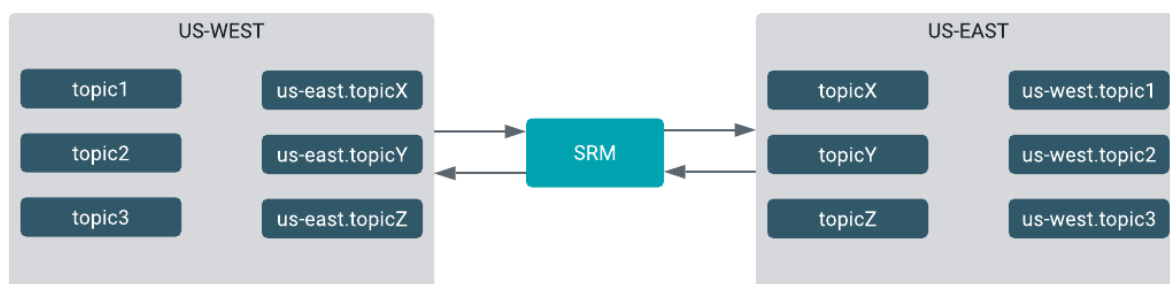 US-WEST
topic1
us-east.topicX
topic2
us-east.topicY
topic3
us-east.topicZ
SRM
US-EAST
topicX
us-west.topic1
topicY
us-west.topic2
topicZ
us-west.topic3